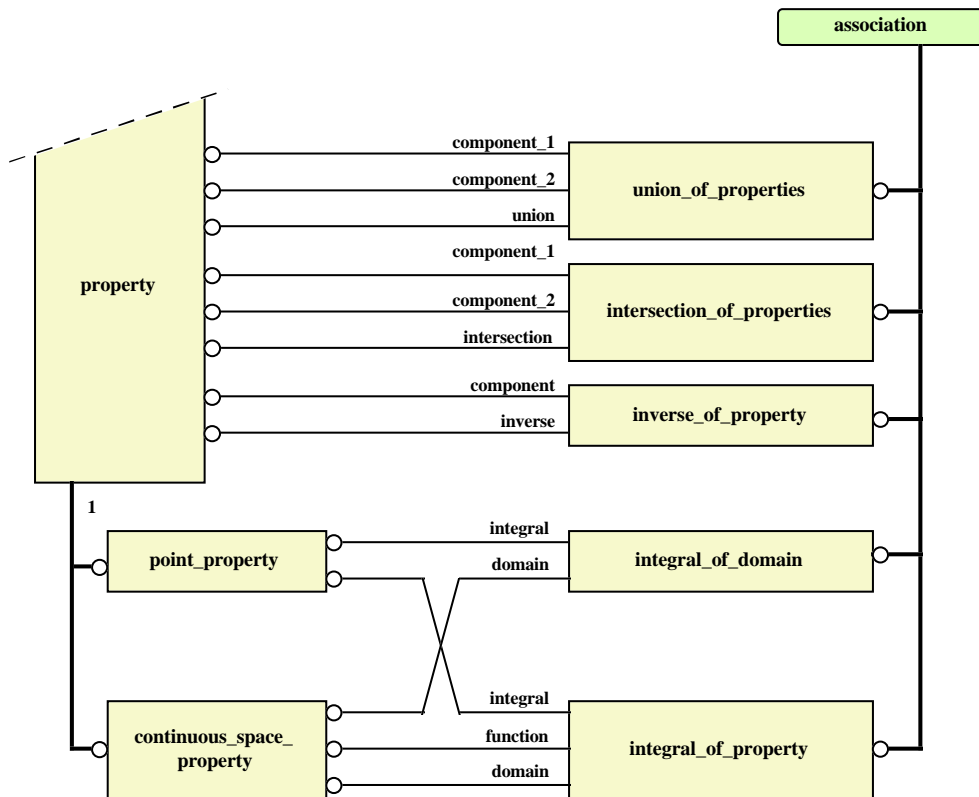 association
component_1
component_2
union
union_of_properties
property
component_1
component_2
intersection
intersection_of_properties
component
inverse
inverse_of_property
1
point_property
integral
domain
integral_of_domain
continuous_space_
property
integral
function
domain
integral_of_property